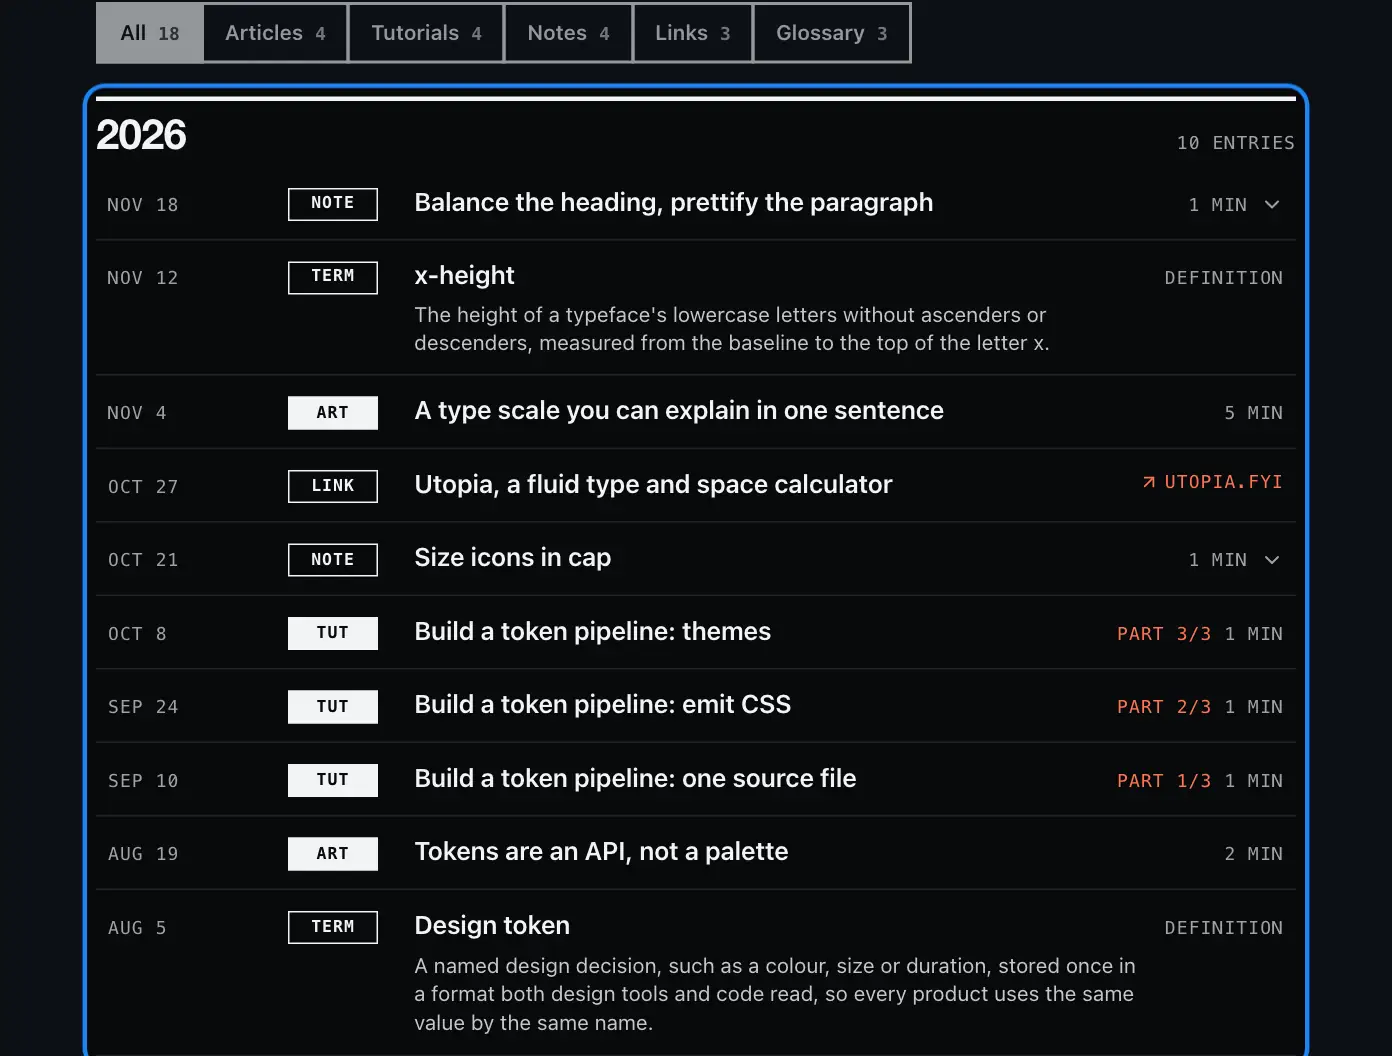 All 18 Articles 4 Tutorials 4 Notes 4 Links 3 Glossary 3
2026 10 ENTRIES
NOV 18 NOTE Balance the heading, prettify the paragraph 1 MIN
NOV 12 TERM x-height DEFINITION
The height of a typeface's lowercase letters without ascenders or
descenders, measured from the baseline to the top of the letter x.
NOV 4 ART A type scale you can explain in one sentence 5 MIN
OCT 27 LINK Utopia, a fluid type and space calculator UTOPIA.FYI
OCT 21 NOTE Size icons in cap 1 MIN
OCT 8 TUT Build a token pipeline: themes PART 3/3 1 MIN
SEP 24 TUT Build a token pipeline: emit CSS PART 2/3 1 MIN
SEP 10 TUT Build a token pipeline: one source file PART 1/3 1 MIN
AUG 19 ART Tokens are an API, not a palette 2 MIN
AUG 5 TERM Design token DEFINITION
A named design decision, such as a colour, size or duration, stored once in
a format both design tools and code read, so every product uses the same
value by the same name.